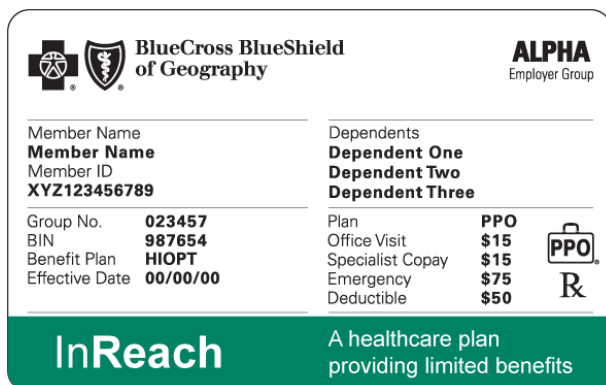 BlueCross BlueShield
of Geography
ALPHA
Employer Group
Member Name
Member Name
Member ID
XYZ123456789
Dependents
Dependent One
Dependent Two
Dependent Three
Group No. 023457
BIN 987654
Benefit Plan HIOPT
Effective Date 00/00/00
Plan PPO
Office Visit $15
Specialist Copay $15
Emergency $75
Deductible $50
PPO
Rx
InReach
A healthcare plan
providing limited benefits